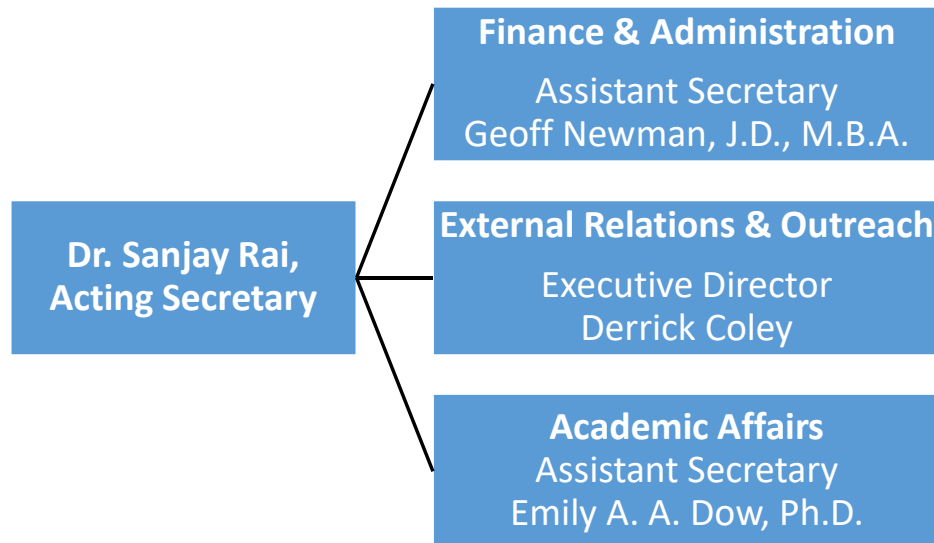 Dr. Sanjay Rai,
Acting Secretary
Finance & Administration
Assistant Secretary
Geoff Newman, J.D., M.B.A.
External Relations & Outreach
Executive Director
Derrick Coley
Academic Affairs
Assistant Secretary
Emily A. A. Dow, Ph.D.